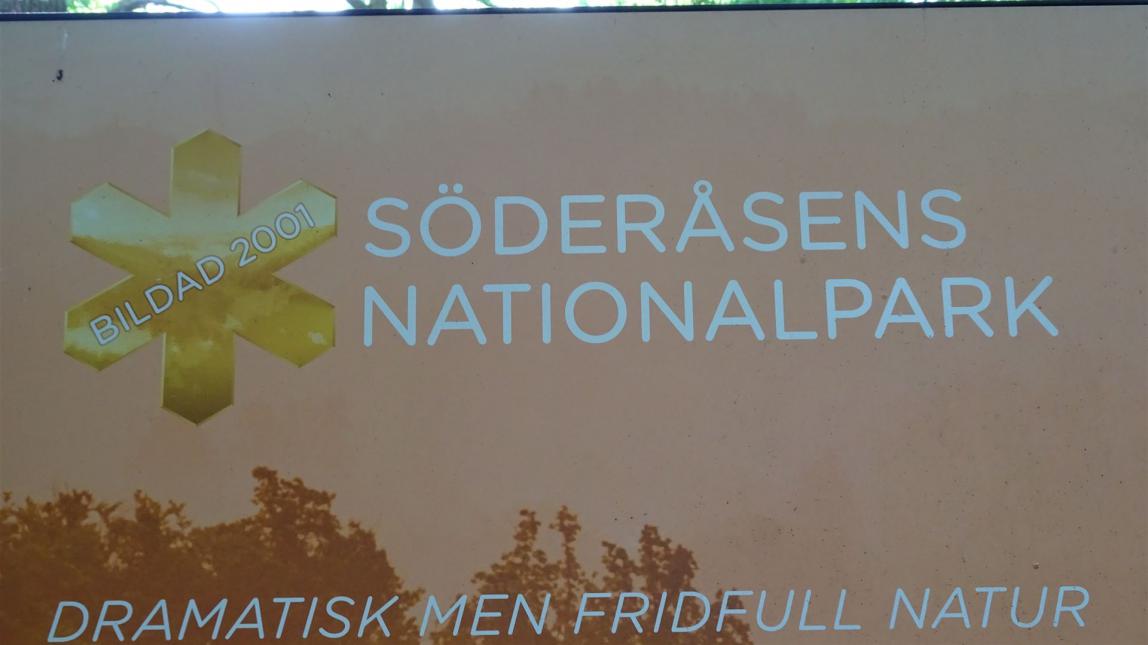 BILDAD 2001
SÖDERÅSENS
NATIONALPARK
DRAMATISK MEN FRIDFULL NATUR